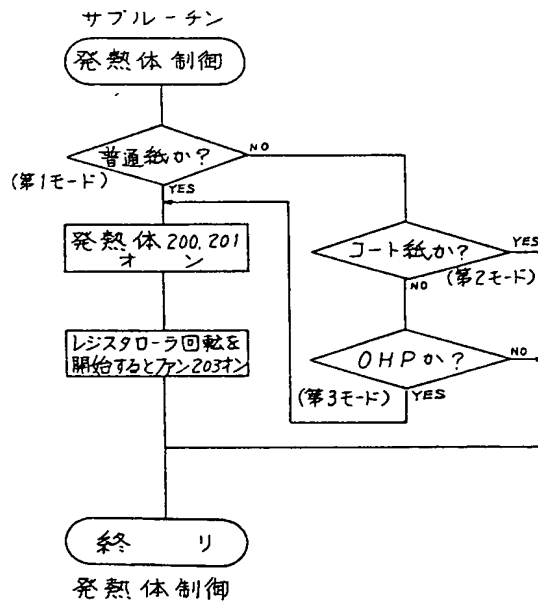 サブルーチン
発熱体制御
普通紙か?
NO
(第1モード)
YES
発熱体200,201
オン
コート紙か?
YES
NO
(第2モード)
レジスタローラ回転を
開始するとファン203オン
OHPか?
NO
(第3モード)
YES
終り
発熱体制御